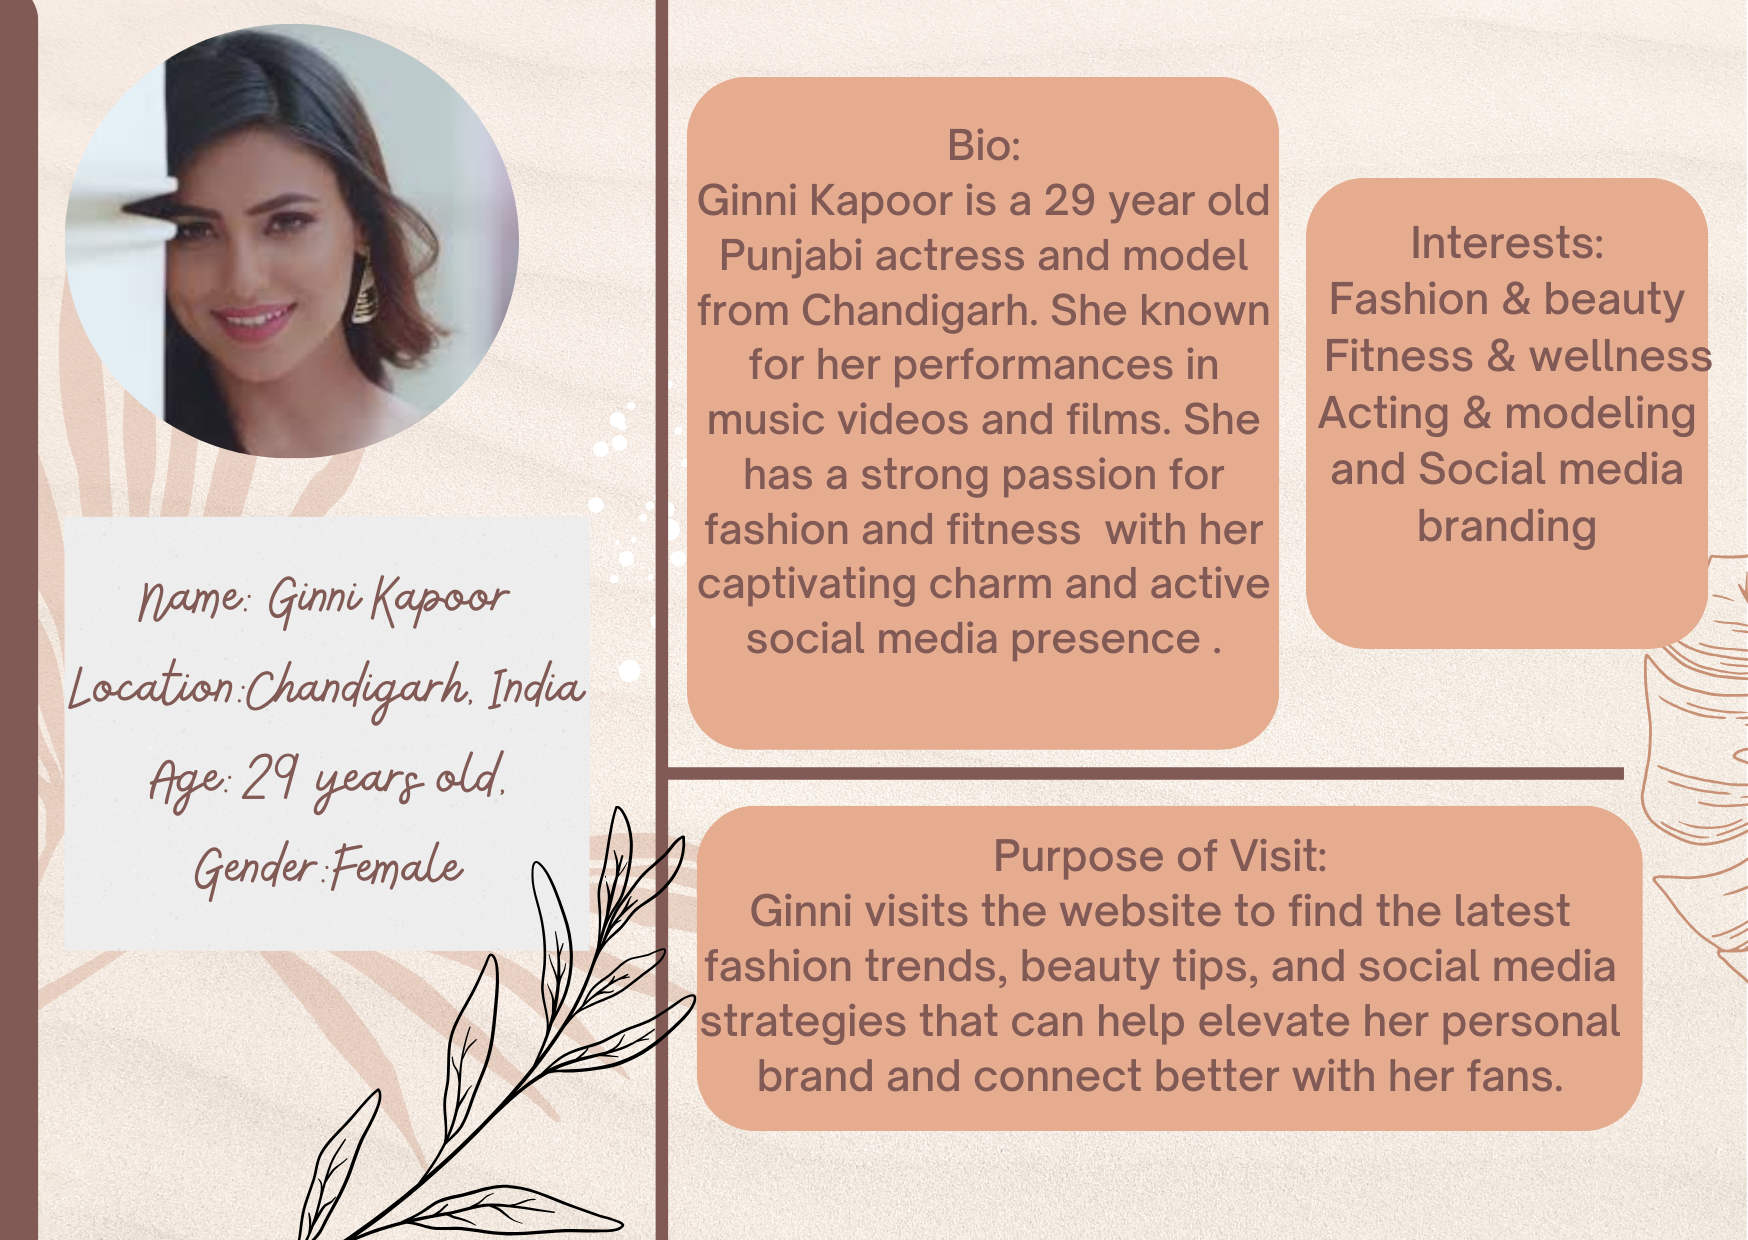 Name: Ginni Kapoor
Location:Chandigarh, India
Age: 29 years old,
Gender:Female
Bio:
Ginni Kapoor is a 29 year old
Punjabi actress and model
from Chandigarh. She known
for her performances in
music videos and films. She
has a strong passion for
fashion and fitness  with her
captivating charm and active
social media presence .
Interests:
Fashion & beauty
Fitness & wellness
Acting & modeling
and Social media
branding
Purpose of Visit:
Ginni visits the website to find the latest
fashion trends, beauty tips, and social media
strategies that can help elevate her personal
brand and connect better with her fans.